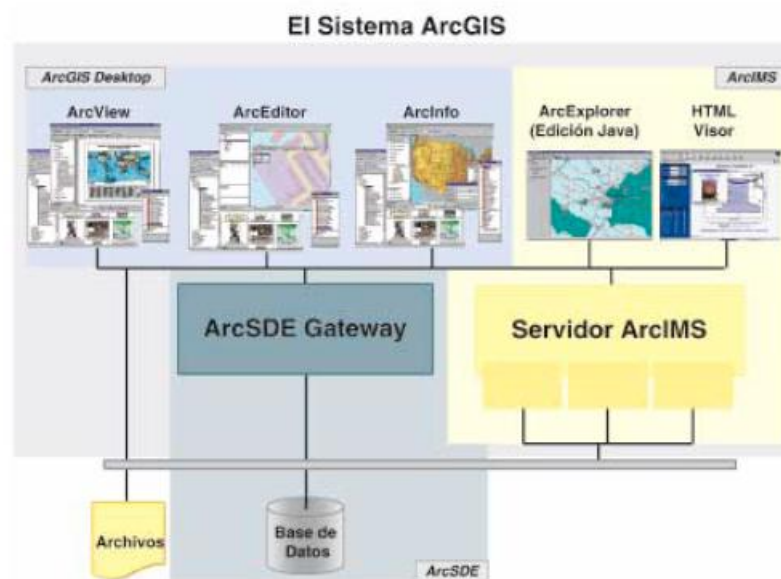 El Sistema ArcGIS
ArcGIS Desktop
ArcIMS
ArcView
ArcEditor
ArcInfo
ArcExplorer
(Edición Java)
HTML
Visor
ArcSDE Gateway
Servidor ArcIMS
Archivos
Base de
Datos
ArcSDE